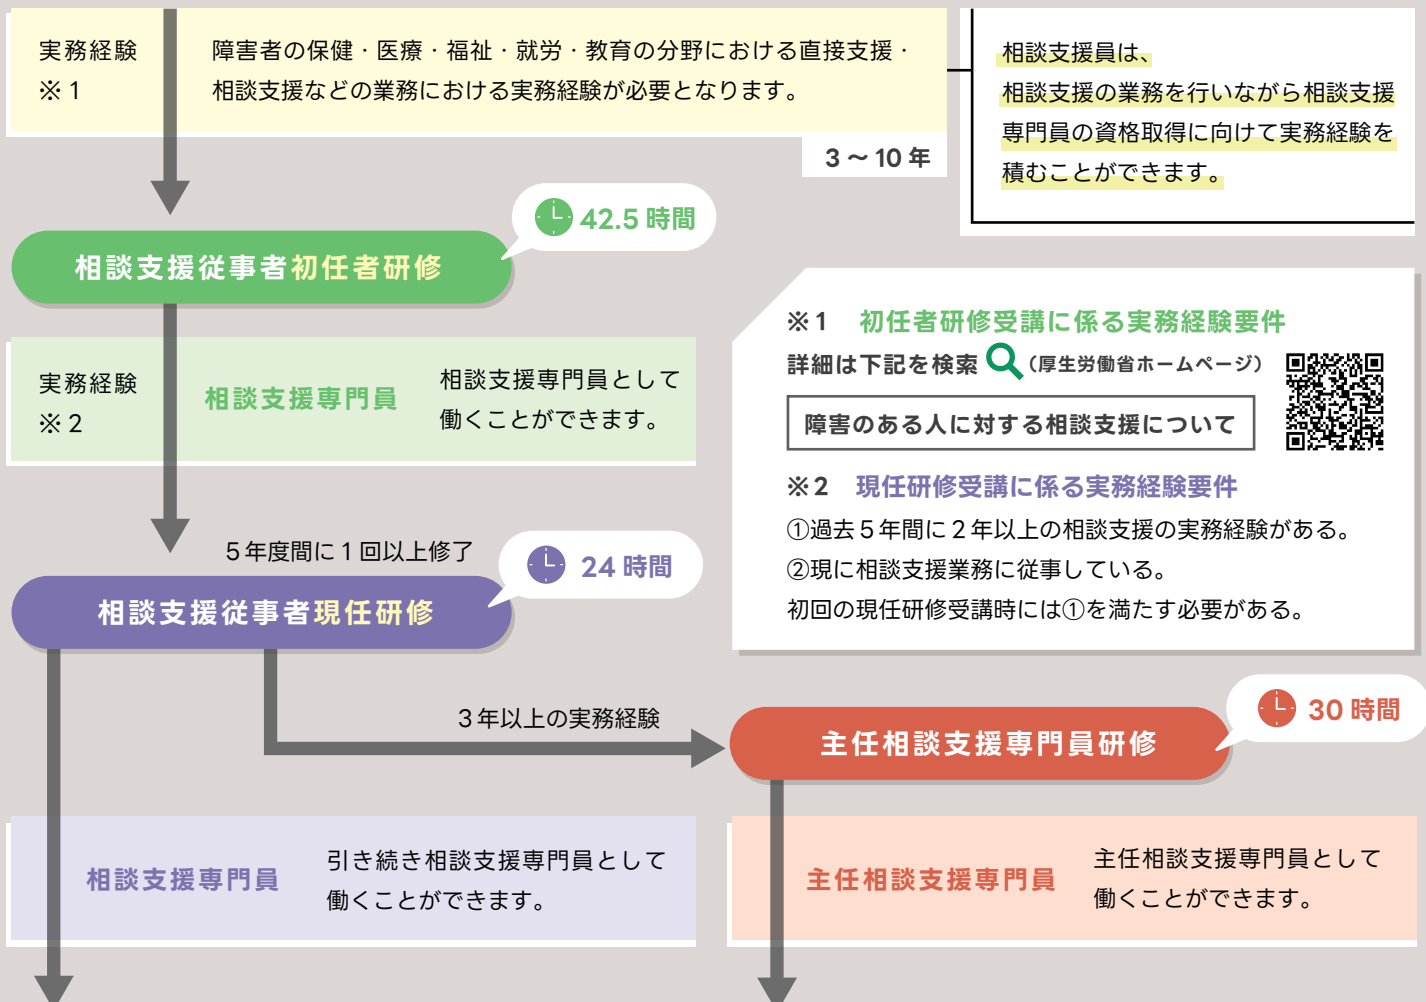 実務経験
※1
障害者の保健・医療・福祉・就労・教育の分野における直接支援・
相談支援などの業務における実務経験が必要となります。
3～10年
相談支援員は、
相談支援の業務を行いながら相談支援
専門員の資格取得に向けて実務経験を
積むことができます。
42.5時間
相談支援従事者初任者研修
実務経験
※2
相談支援専門員
相談支援専門員として
働くことができます。
※1 初任者研修受講に係る実務経験要件
詳細は下記を検索 (厚生労働省ホームページ)
障害のある人に対する相談支援について
※2 現任研修受講に係る実務経験要件
①過去5年間に2年以上の相談支援の実務経験がある。
②現に相談支援業務に従事している。
初回の現任研修受講時には①を満たす必要がある。
5年度間に1回以上修了
24時間
相談支援従事者現任研修
3年以上の実務経験
30時間
主任相談支援専門員研修
相談支援専門員
引き続き相談支援専門員として
働くことができます。
主任相談支援専門員
主任相談支援専門員として
働くことができます。